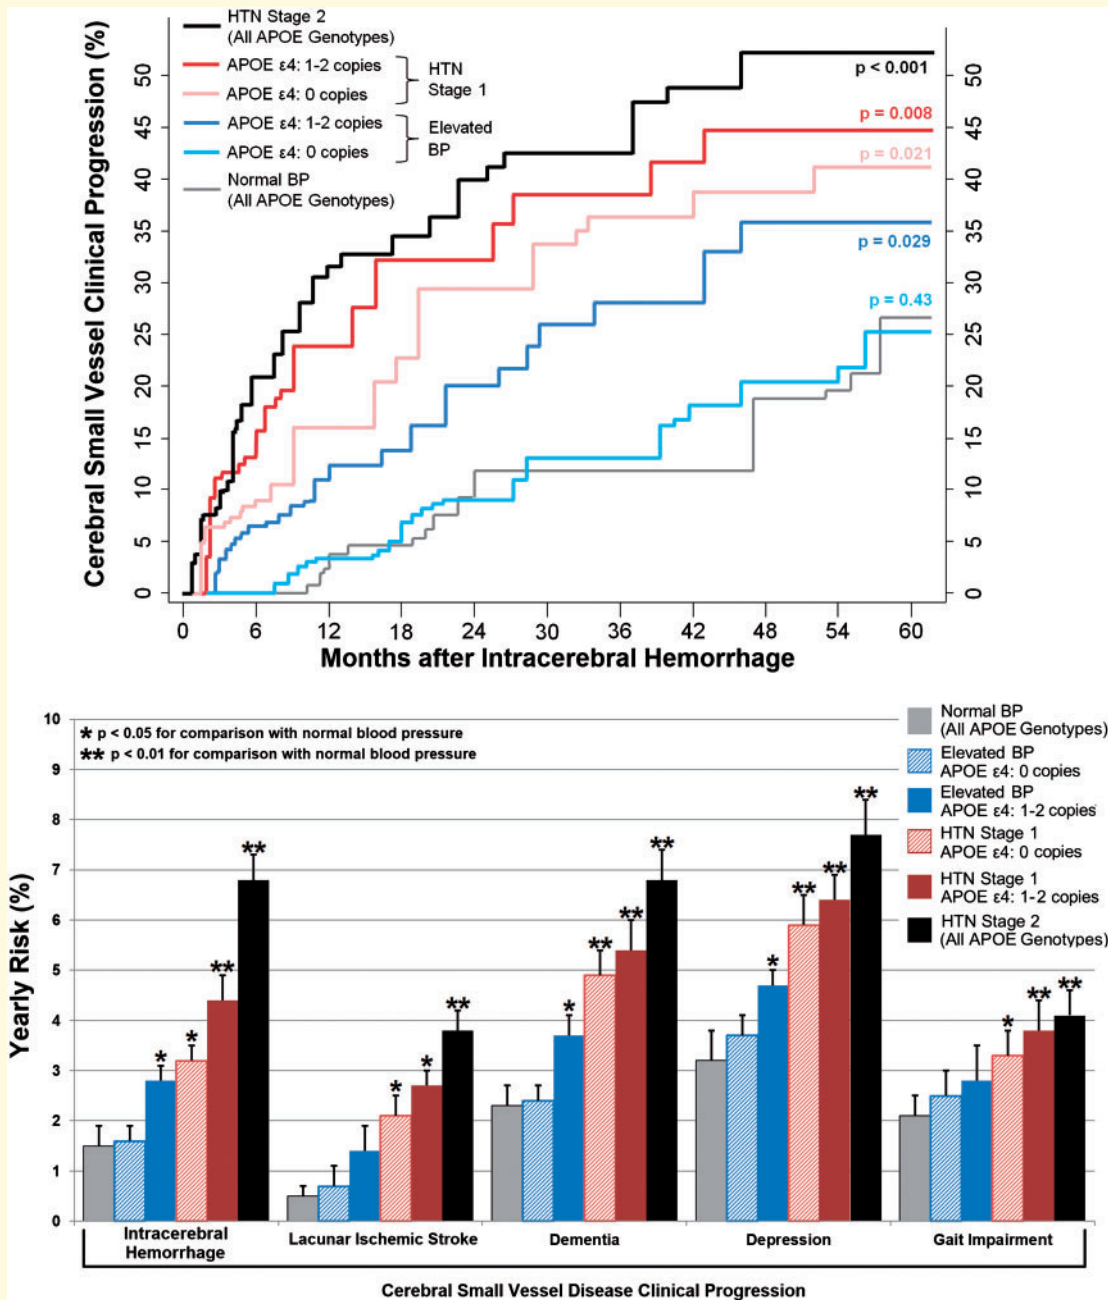 HTN Stage 2
(All APOE Genotypes)
APOE ε4: 1-2 copies
APOE ε4: 0 copies
HTN
Stage 1
APOE ε4: 1-2 copies
APOE ε4: 0 copies
Elevated
BP
Normal BP
(All APOE Genotypes)
p < 0.001
p = 0.008
p = 0.021
p = 0.029
p = 0.43
Cerebral Small Vessel Clinical Progression (%)
50
45
40
35
30
25
20
15
10
5
0
50
45
40
35
30
25
20
15
10
5
0
0 6 12 18 24 30 36 42 48 54 60
Months after Intracerebral Hemorrhage
* p < 0.05 for comparison with normal blood pressure
** p < 0.01 for comparison with normal blood pressure
Normal BP
(All APOE Genotypes)
Elevated BP
APOE ε4: 0 copies
Elevated BP
APOE ε4: 1-2 copies
HTN Stage 1
APOE ε4: 0 copies
HTN Stage 1
APOE ε4: 1-2 copies
HTN Stage 2
(All APOE Genotypes)
Yearly Risk (%)
10
9
8
7
6
5
4
3
2
1
0
* * ** **
* * **
* ** ** **
* ** ** **
* ** **
Intracerebral
Hemorrhage
Lacunar Ischemic Stroke
Dementia
Depression
Gait Impairment
Cerebral Small Vessel Disease Clinical Progression